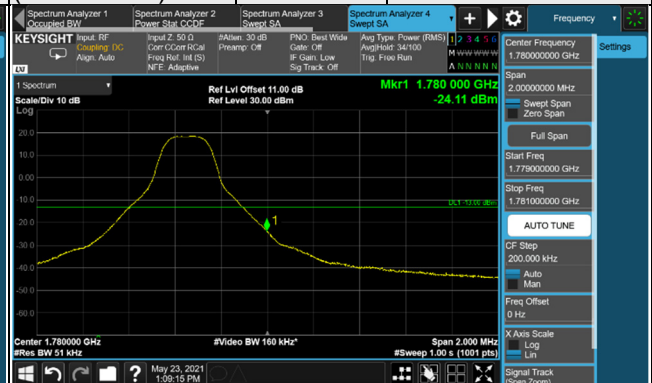 Spectrum Analyzer 1
Occupied BW
Spectrum Analyzer 2
Power Stat CCDF
Spectrum Analyzer 3
Swept SA
Spectrum Analyzer 4
Swept SA
Frequency
KEYSIGHT
Input: RF
Coupling: DC
Align: Auto
Input Z: 50 Ω
Corr CCorr RCal
Freq Ref: Int (S)
NFE: Adaptive
#Atten: 30 dB
Preamp: Off
PNO: Best Wide
Gate: Off
IF Gain: Low
Sig Track: Off
Avg Type: Power (RMS)
Avg|Hold: 34/100
Trig: Free Run
1 2 3 4 5 6
M W W W W W
A N N N N N
LXI
1 Spectrum
Scale/Div 10 dB
Log
Ref Lvl Offset 11.00 dB
Ref Level 30.00 dBm
Mkr1 1.780 000 GHz
-24.11 dBm
20.0
10.0
0.00
-10.0
-20.0
-30.0
-40.0
-50.0
-60.0
DL1 -13.00 dBm
1
Center 1.780000 GHz
#Res BW 51 kHz
#Video BW 160 kHz*
Span 2.000 MHz
#Sweep 1.00 s (1001 pts)
May 23, 2021
1:09:15 PM
Center Frequency
1.780000000 GHz
Settings
Span
2.00000000 MHz
Swept Span
Zero Span
Full Span
Start Freq
1.779000000 GHz
Stop Freq
1.781000000 GHz
AUTO TUNE
CF Step
200.000 kHz
Auto
Man
Freq Offset
0 Hz
X Axis Scale
Log
Lin
Signal Track
(Span Zoom)